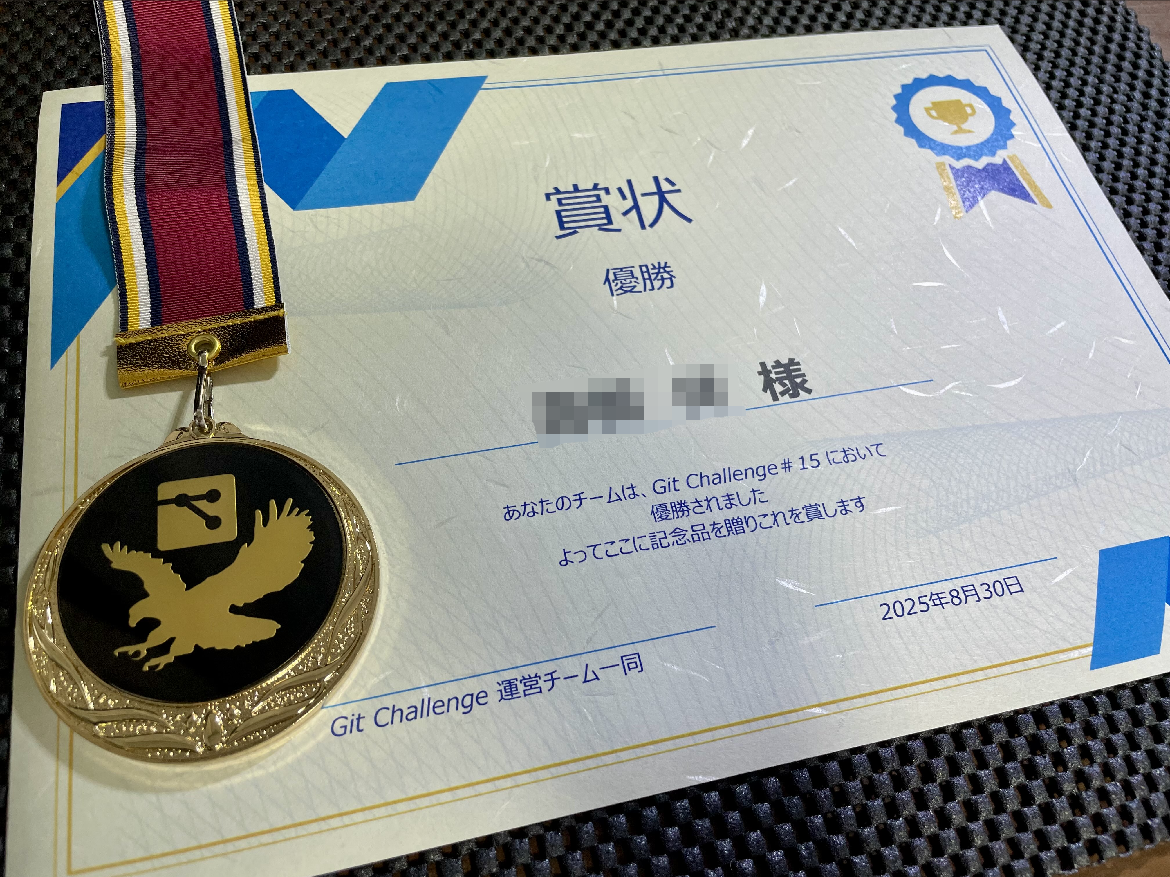 賞状
優勝
様
あなたのチームは、Git Challenge#15 において
優勝されました
よってここに記念品を贈りこれを賞します
2025年8月30日
Git Challenge 運営チーム一同